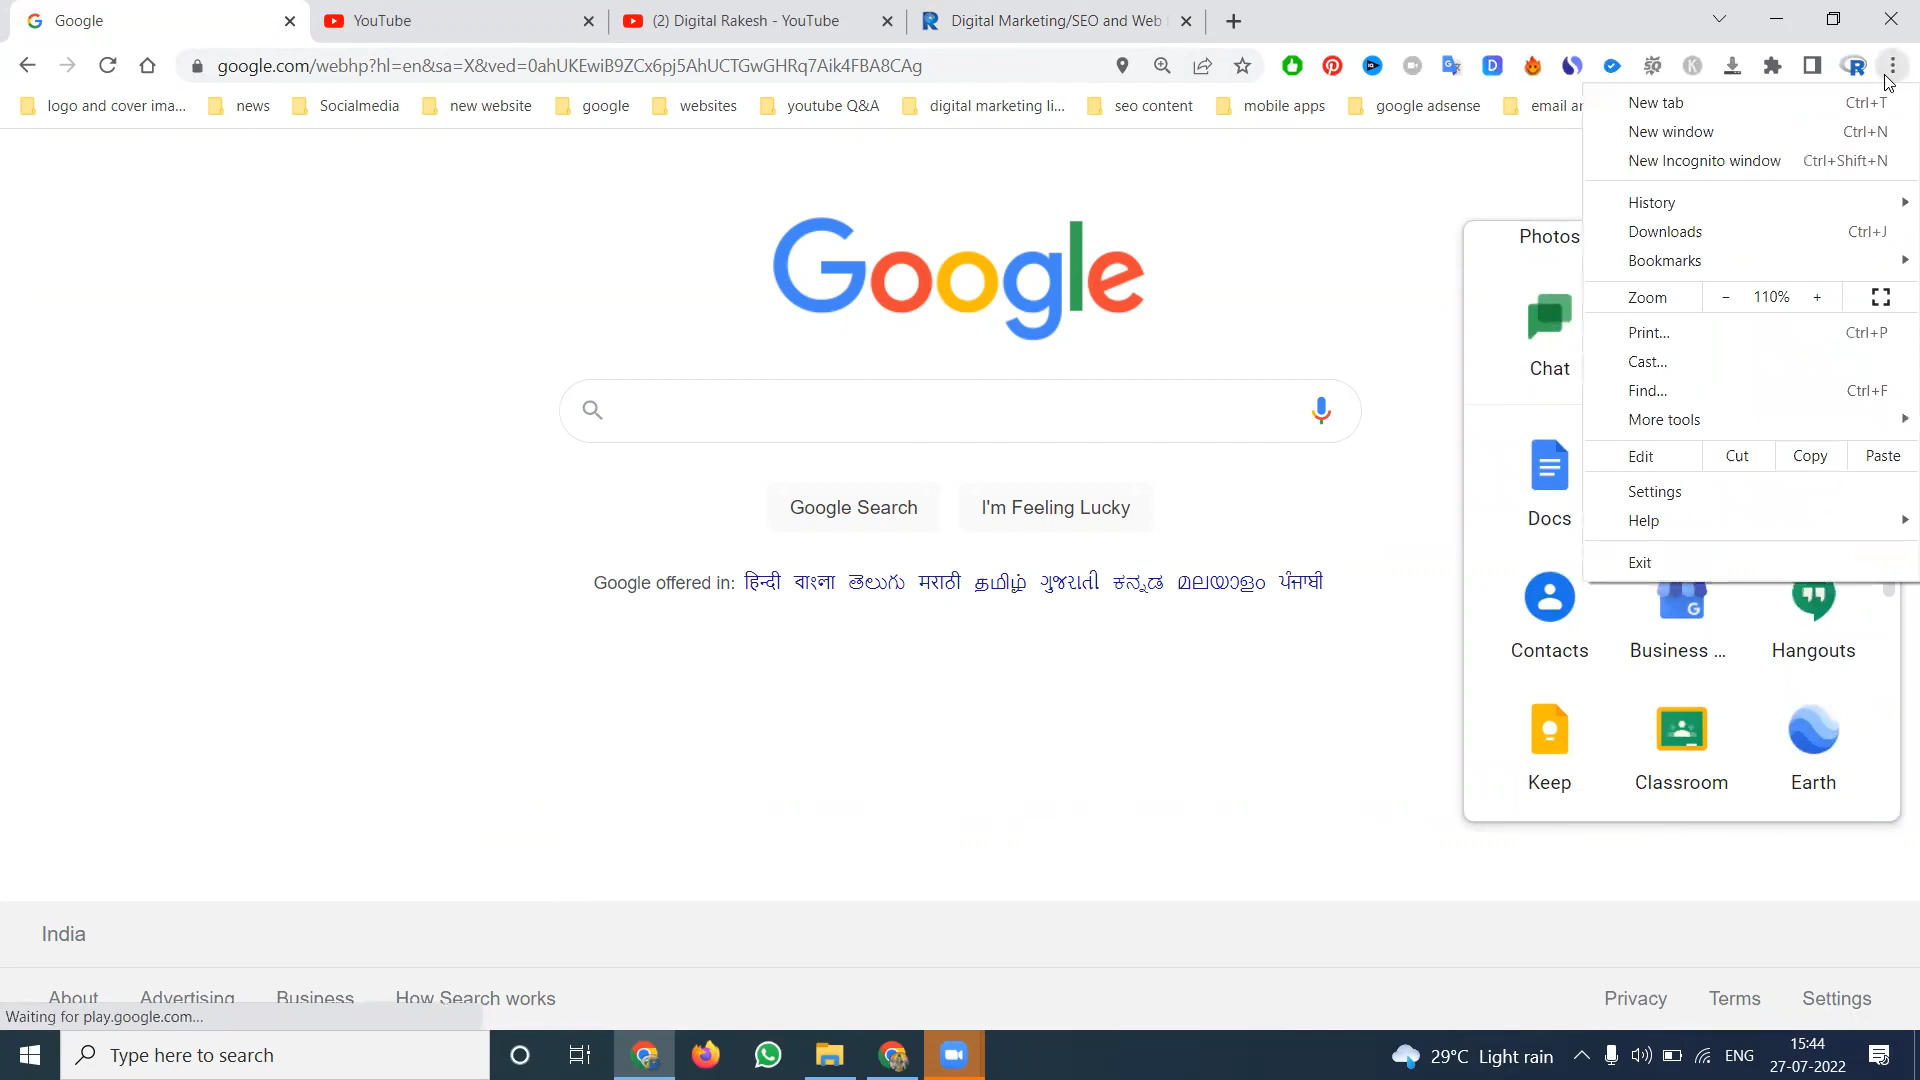 Google
YouTube
(2) Digital Rakesh - YouTube
Digital Marketing/SEO and Web
google.com/webhp?hl=en&sa=X&ved=0ahUKEwiB9ZCx6pj5AhUCTGwGHRq7Aik4FBA8CAg
logo and cover ima...
news
Socialmedia
new website
google
websites
youtube Q&A
digital marketing li...
seo content
mobile apps
google adsense
email ar
New tab Ctrl+T
New window Ctrl+N
New Incognito window Ctrl+Shift+N
History
Downloads Ctrl+J
Bookmarks
Zoom - 110% +
Print... Ctrl+P
Cast...
Find... Ctrl+F
More tools
Edit Cut Copy Paste
Settings
Help
Exit
Google
Google Search
I'm Feeling Lucky
Google offered in: हिन्दी বাংলা తెలుగు मराठी தமிழ் ગુજરાતી ಕನ್ನಡ മലയാളം ਪੰਜਾਬੀ
Photos
Chat
Docs
Contacts
Business ...
Hangouts
Keep
Classroom
Earth
India
About
Advertising
Business
How Search works
Privacy
Terms
Settings
Waiting for play.google.com...
Type here to search
29°C Light rain
ENG
15:44
27-07-2022